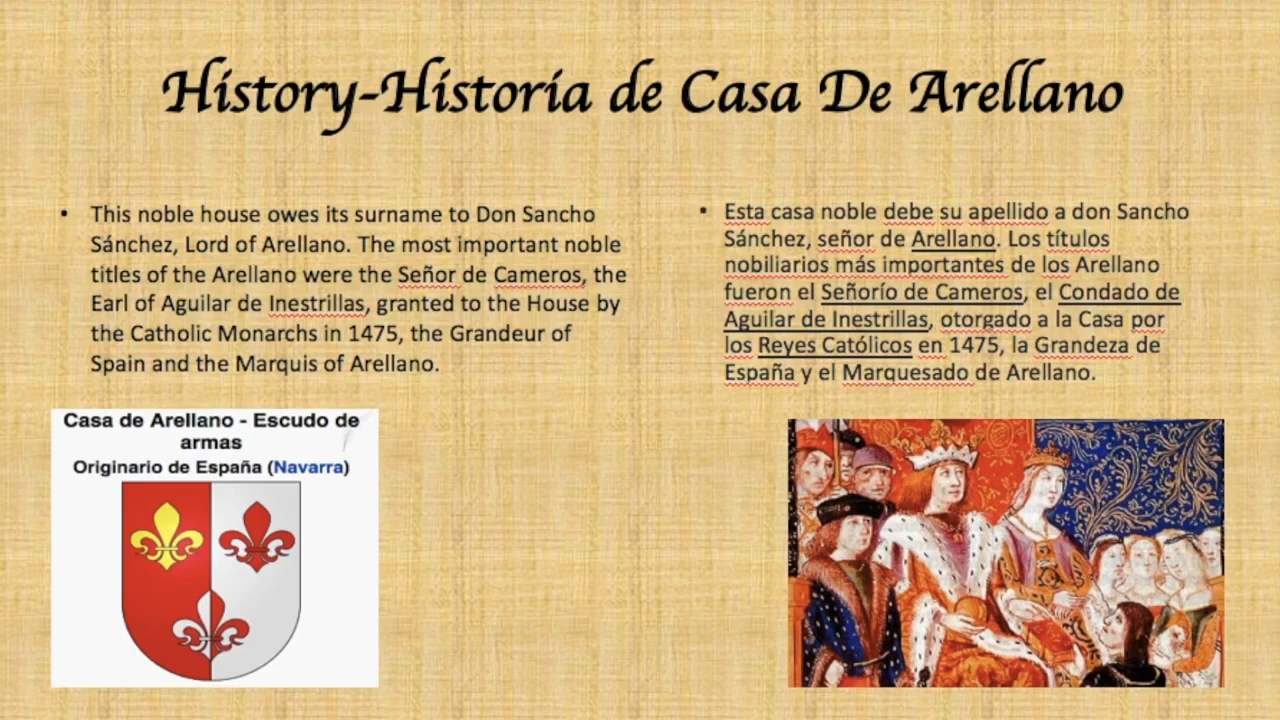 History-Historia de Casa De Arellano
• This noble house owes its surname to Don Sancho
Sánchez, Lord of Arellano. The most important noble
titles of the Arellano were the Señor de Cameros, the
Earl of Aguilar de Inestrillas, granted to the House by
the Catholic Monarchs in 1475, the Grandeur of
Spain and the Marquis of Arellano.
• Esta casa noble debe su apellido a don Sancho
Sánchez, señor de Arellano. Los títulos
nobiliarios más importantes de los Arellano
fueron el Señorío de Cameros, el Condado de
Aguilar de Inestrillas, otorgado a la Casa por
los Reyes Católicos en 1475, la Grandeza de
España y el Marquesado de Arellano.
Casa de Arellano - Escudo de
armas
Originario de España (Navarra)